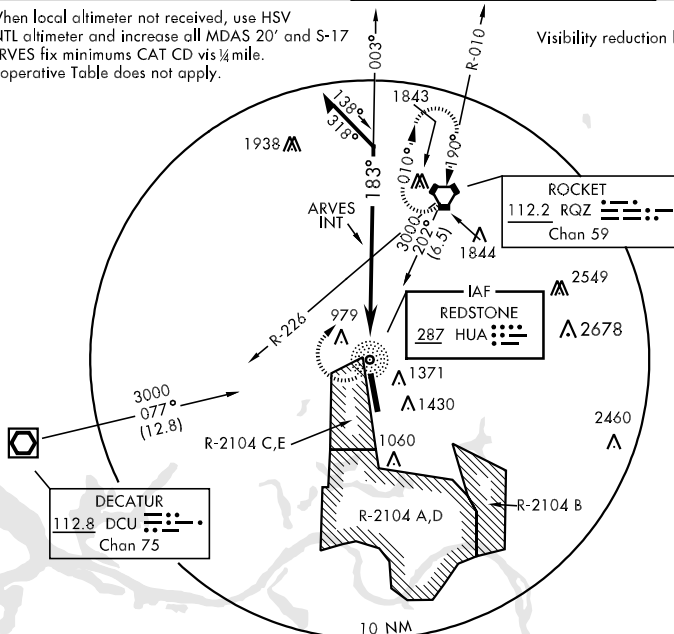 hen local altimeter not received, use HSV
NTL altimeter and increase all MDAS 20' and S-17
RVES fix minimums CAT CD vis ¼ mile.
operative Table does not apply.
Visibility reduction
003°
R-010
138°
318°
1843
1938
183°
010°
190°
ARVES
INT
3000
202°
(6.5)
1844
ROCKET
112.2 RQZ
Chan 59
R-226
979
IAF
REDSTONE
287 HUA
2549
2678
1371
1430
3000
077°
(12.8)
R-2104 C,E
1060
2460
DECATUR
112.8 DCU
Chan 75
R-2104 A,D
R-2104 B
10 NM